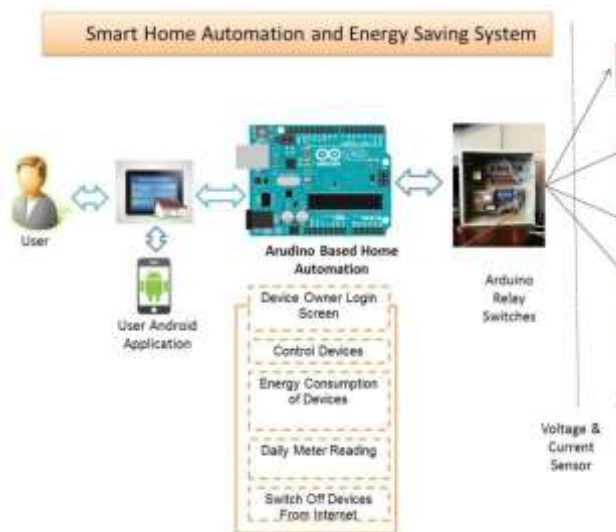 Smart Home Automation and Energy Saving System
User
User Android
Application
Arudino Based Home
Automation
Device Owner Login
Screen
Control Devices
Energy Consumption
of Devices
Daily Meter Reading
Switch Off Devices
From Internet
Arduino
Relay
Switches
Voltage &
Current
Sensor